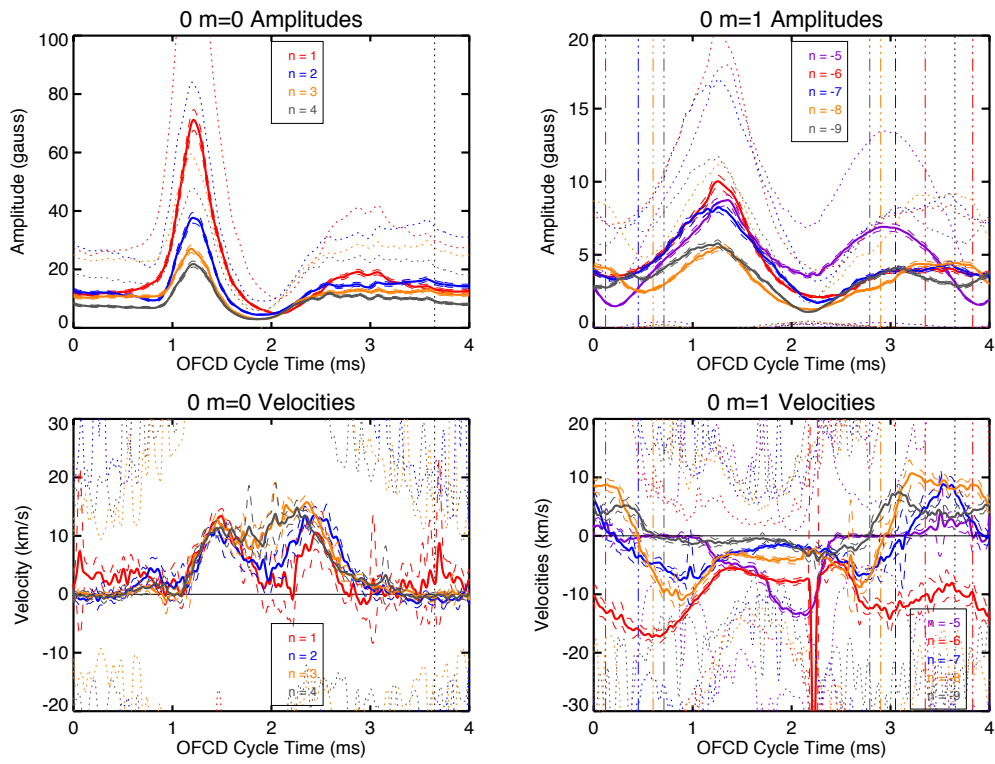 0 m=0 Amplitudes
100
80
60
40
20
0
Amplitude (gauss)
n = 1
n = 2
n = 3
n = 4
0 1 2 3 4
OFCD Cycle Time (ms)
0 m=1 Amplitudes
20
15
10
5
0
Amplitude (gauss)
n = -5
n = -6
n = -7
n = -8
n = -9
0 1 2 3 4
OFCD Cycle Time (ms)
0 m=0 Velocities
30
20
10
0
-10
-20
Velocity (km/s)
n = 1
n = 2
n = 3
n = 4
0 1 2 3 4
OFCD Cycle Time (ms)
0 m=1 Velocities
20
10
0
-10
-20
-30
Velocities (km/s)
n = -5
n = -6
n = -7
n = -8
n = -9
0 1 2 3 4
OFCD Cycle Time (ms)